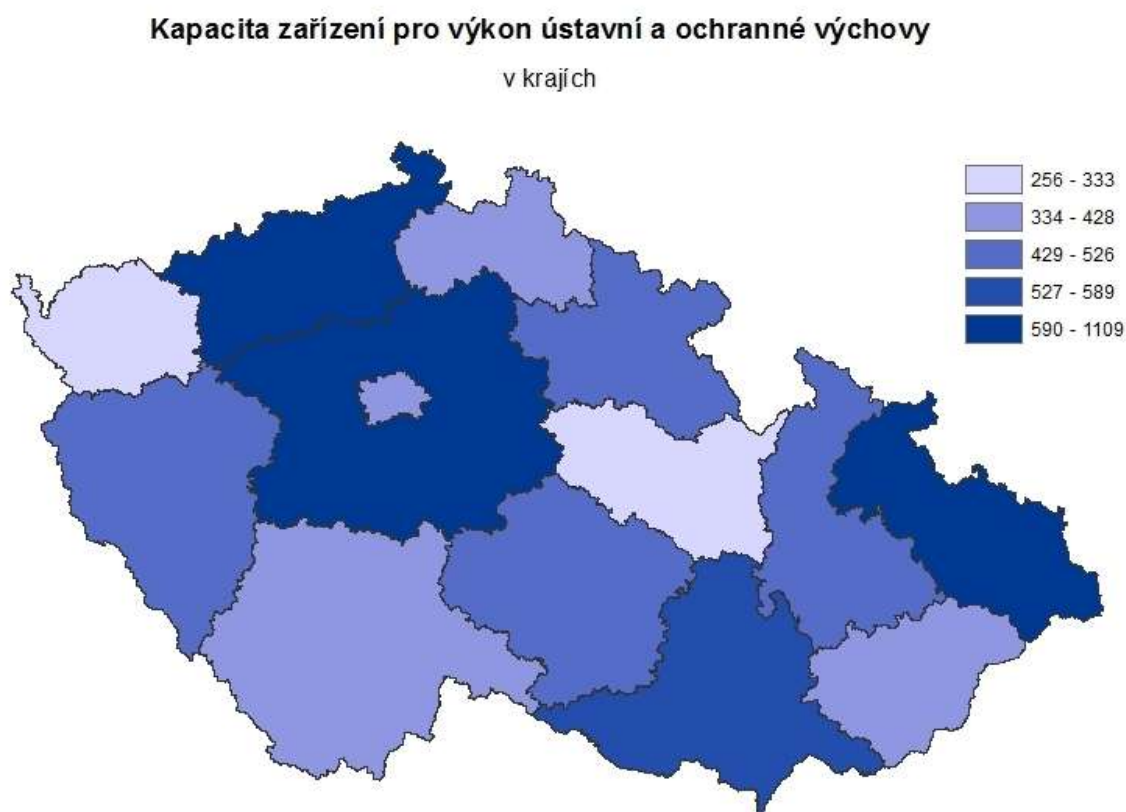 Kapacita zařízení pro výkon ústavní a ochranné výchovy
v krajích
256 - 333
334 - 428
429 - 526
527 - 589
590 - 1109